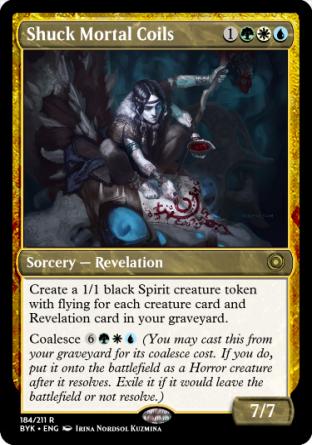 Shuck Mortal Coils 1
Sorcery — Revelation
Create a 1/1 black Spirit creature token
with flying for each creature card and
Revelation card in your graveyard.
Coalesce 6 (You may cast this from
your graveyard for its coalesce cost. If you do,
put it onto the battlefield as a Horror creature
after it resolves. Exile it if it would leave the
battlefield or not resolve.)
7/7
184/211 R
BYK • ENG Irina Nordsol Kuzmina